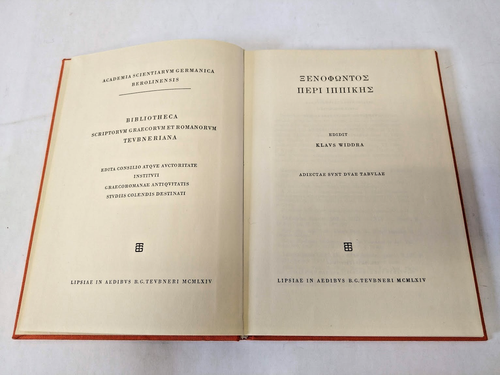 ACADEMIA SCIENTIARVM GERMANICA
BEROLINENSIS
BIBLIOTHECA
SCRIPTORVM GRAECORVM ET ROMANORVM
TEVBNERIANA
EDITA CONSILIO ATQVE AVCTORITATE
INSTITVTI
GRAECOROMANAE ANTIQVITATIS
STVDIIS COLENDIS DESTINATI
LIPSIAE IN AEDIBVS B.G.TEVBNERI MCMLXIV
ΞΕΝΟΦΩΝΤΟΣ
ΠΕΡΙ ΙΠΠΙΚΗΣ
EDIDIT
KLAVS WIDDRA
ADIECTAE SVNT DVAE TABVLAE
LIPSIAE IN AEDIBVS B.G.TEVBNERI MCMLXIV